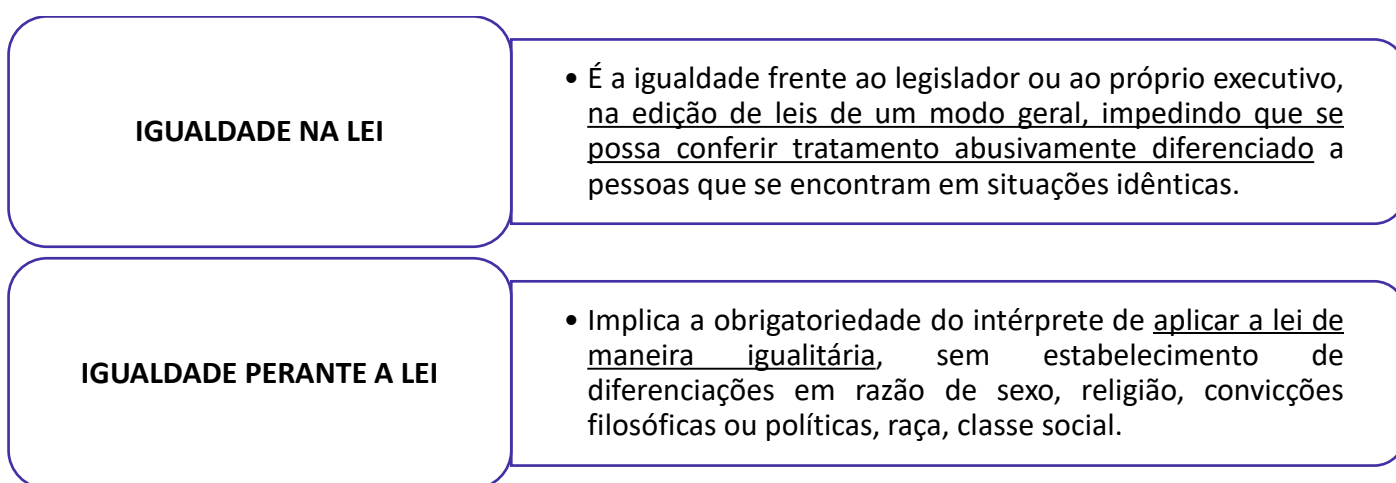 IGUALDADE NA LEI
• É a igualdade frente ao legislador ou ao próprio executivo,
na edição de leis de um modo geral, impedindo que se
possa conferir tratamento abusivamente diferenciado a
pessoas que se encontram em situações idênticas.
IGUALDADE PERANTE A LEI
• Implica a obrigatoriedade do intérprete de aplicar a lei de
maneira igualitária, sem estabelecimento de
diferenciações em razão de sexo, religião, convicções
filosóficas ou políticas, raça, classe social.